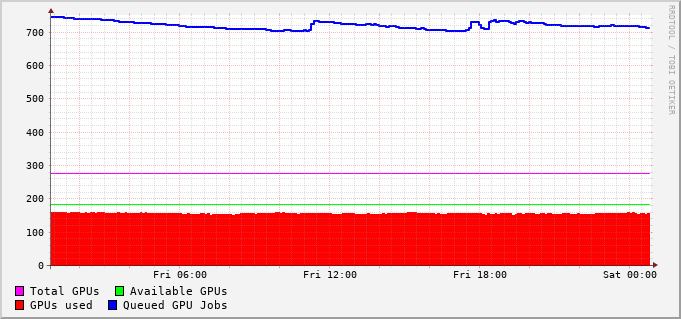 RRDTOOL / TOBI OETIKER
700
600
500
400
300
200
100
0
Fri 06:00 Fri 12:00 Fri 18:00 Sat 00:00
Total GPUs Available GPUs
GPUs used Queued GPU Jobs